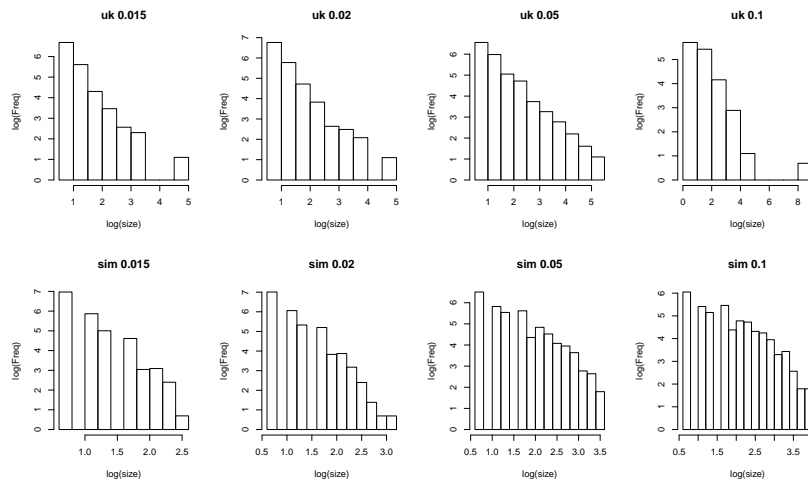 uk 0.015
log(Freq)
0 1 2 3 4 5 6
1 2 3 4 5
log(size)
uk 0.02
log(Freq)
0 1 2 3 4 5 6 7
1 2 3 4 5
log(size)
uk 0.05
log(Freq)
0 1 2 3 4 5 6
1 2 3 4 5
log(size)
uk 0.1
log(Freq)
0 1 2 3 4 5
0 2 4 6 8
log(size)
sim 0.015
log(Freq)
0 1 2 3 4 5 6 7
1.0 1.5 2.0 2.5
log(size)
sim 0.02
log(Freq)
0 1 2 3 4 5 6 7
0.5 1.0 1.5 2.0 2.5 3.0
log(size)
sim 0.05
log(Freq)
0 1 2 3 4 5 6
0.5 1.5 2.5 3.5
log(size)
sim 0.1
log(Freq)
0 1 2 3 4 5 6
0.5 1.5 2.5 3.5
log(size)